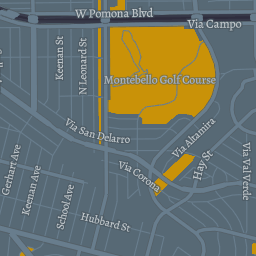 W Pomona Blvd
Via Campo
Keenan St
N Leonard St
Montebello Golf Course
Via San Delarro
Via Altamira
Hay St
Via Corona
Via Val Verde
Gerhart Ave
Keenan Ave
School Ave
Hubbard St